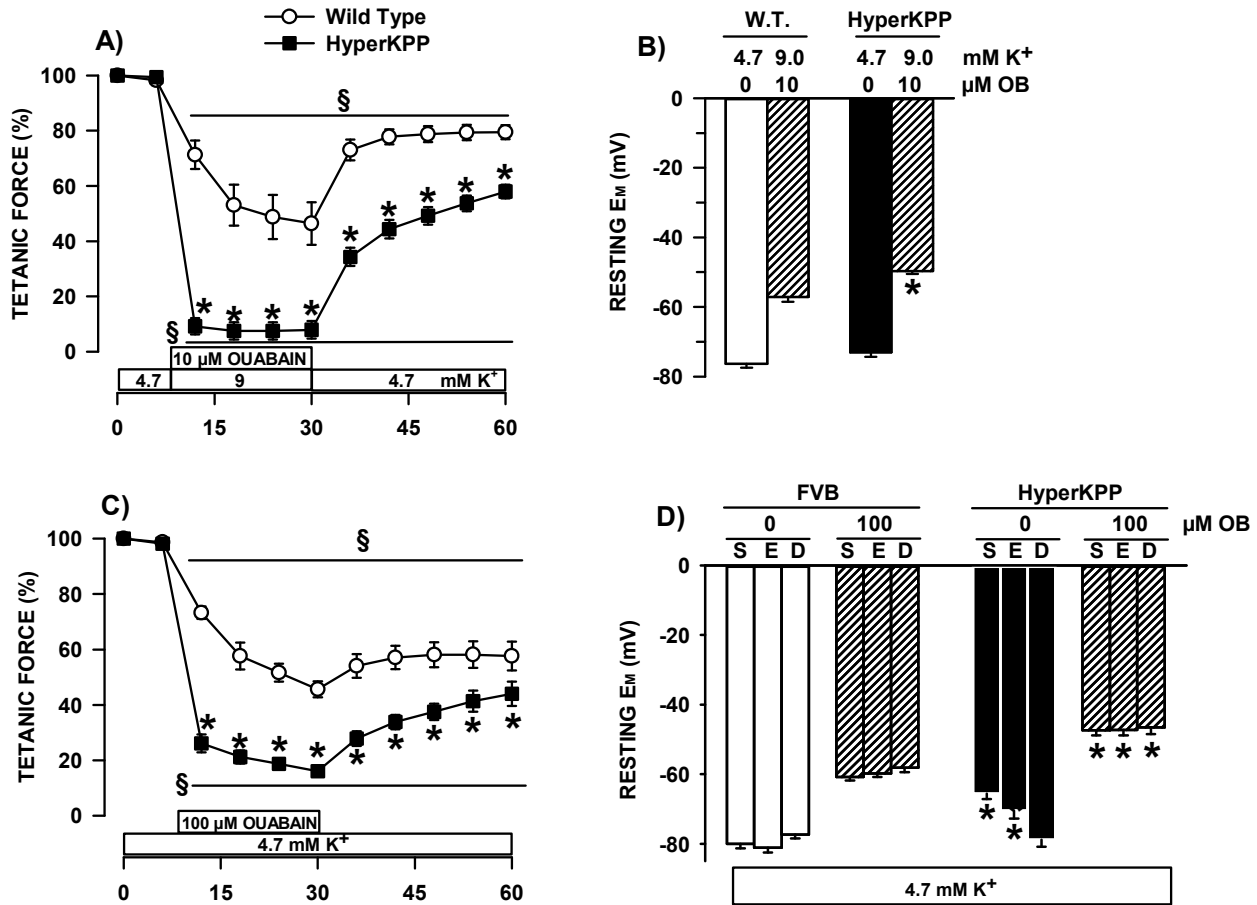 Wild Type
HyperKPP
A)
TETANIC FORCE (%)
100
80
60
40
20
0
§
* * * * * * * * *
§
10 µM OUABAIN
4.7 9 4.7 mM K+
0 15 30 45 60
B)
W.T. HyperKPP
4.7 9.0 4.7 9.0 mM K+
0 10 0 10 µM OB
RESTING EM (mV)
0
-20
-40
-60
-80
*
C)
TETANIC FORCE (%)
100
80
60
40
20
0
§
* * * * * * * * *
§
100 µM OUABAIN
4.7 mM K+
0 15 30 45 60
D)
FVB HyperKPP
0 100 0 100 µM OB
S E D S E D S E D S E D
RESTING EM (mV)
0
-20
-40
-60
-80
* * * * *
4.7 mM K+